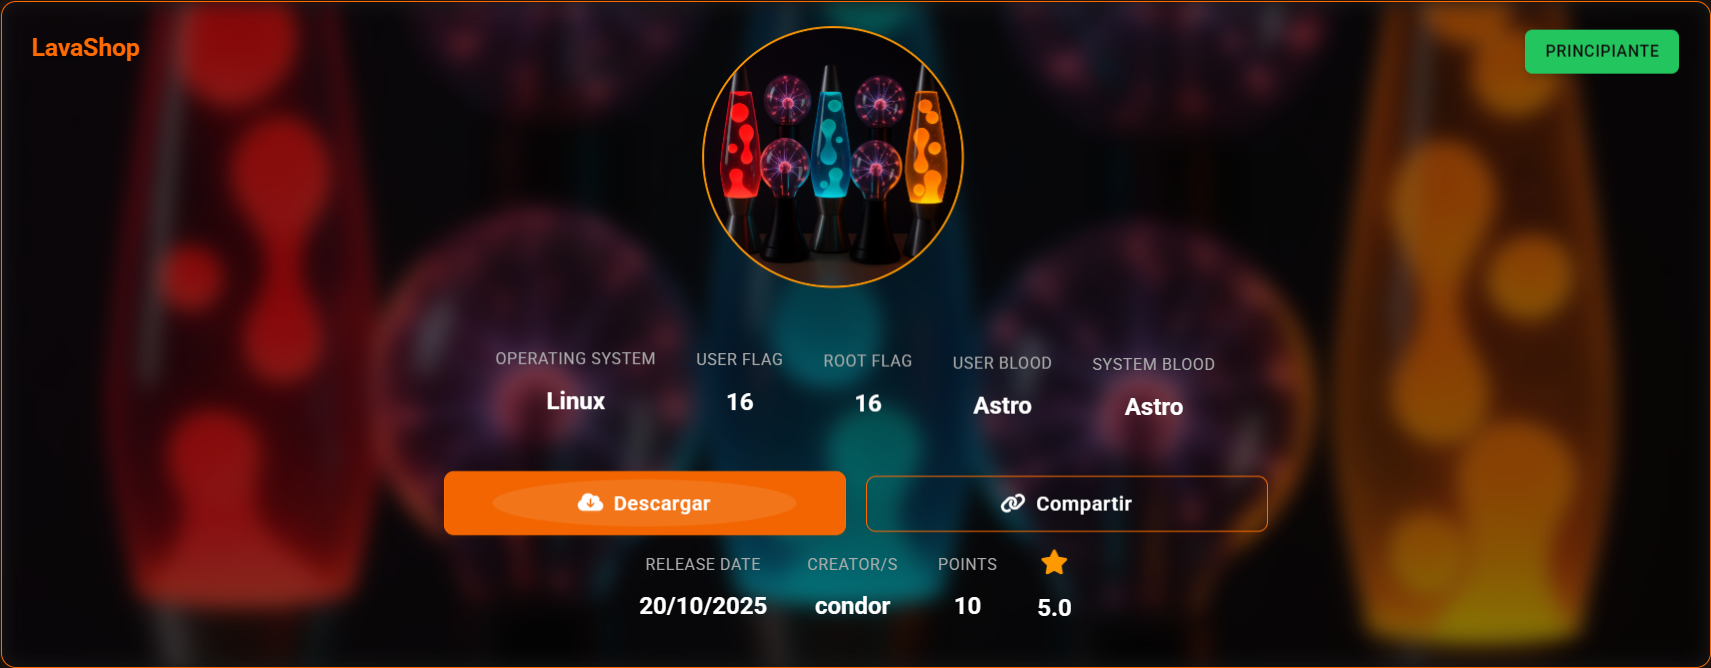 LavaShop
PRINCIPIANTE
OPERATING SYSTEM
Linux
USER FLAG
16
ROOT FLAG
16
USER BLOOD
Astro
SYSTEM BLOOD
Astro
Descargar
Compartir
RELEASE DATE
20/10/2025
CREATOR/S
condor
POINTS
10
5.0